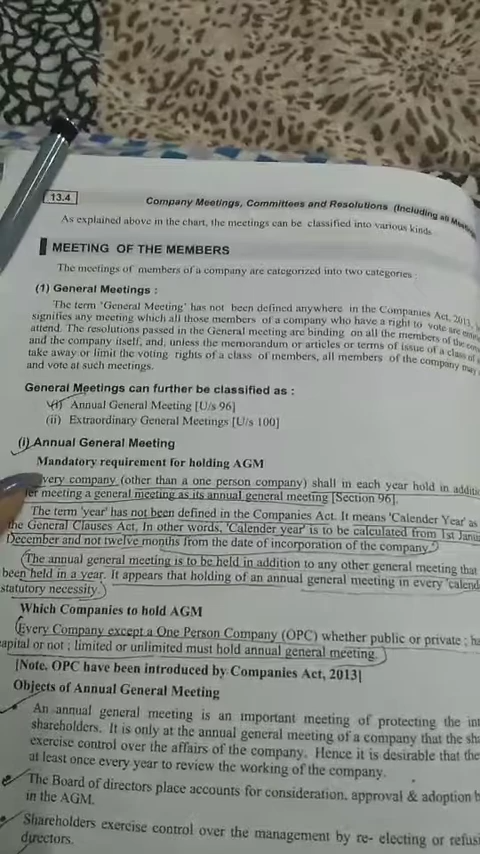 13.4
Company Meetings, Committees and Resolutions (Including all
As explained above in the chart, the meetings can be classified into various kinds
MEETING OF THE MEMBERS
The meetings of members of a company are categorized into two categories :
(1) General Meetings :
The term 'General Meeting' has not been defined anywhere in the Companies Act, 2013,
signifies any meeting which all those members of a company who have a right to vote are
attend. The resolutions passed in the General meeting are binding on all the members of the
and the company itself, and, unless the memorandum or articles or terms of issue of a class of
take away or limit the voting rights of a class of members, all members of the company may
and vote at such meetings.
General Meetings can further be classified as :
(i) Annual General Meeting [U/s 96]
(ii) Extraordinary General Meetings [U/s 100]
(i) Annual General Meeting
Mandatory requirement for holding AGM
very company (other than a one person company) shall in each year hold in
meeting a general meeting as its annual general meeting [Section 96].
The term 'year' has not been defined in the Companies Act. It means 'Calender Year' as
the General Clauses Act, In other words, 'Calender year' is to be calculated from 1st
December and not twelve months from the date of incorporation of the company.
The annual general meeting is to be held in addition to any other general meeting that
been held in a year. It appears that holding of an annual general meeting in every
statutory necessity.
Which Companies to hold AGM
Every Company except a One Person Company (OPC) whether public or private ;
apital or not ; limited or unlimited must hold annual general meeting.
[Note. OPC have been introduced by Companies Act, 2013]
Objects of Annual General Meeting
An annual general meeting is an important meeting of protecting the
shareholders. It is only at the annual general meeting of a company that the
exercise control over the affairs of the company. Hence it is desirable that the
at least once every year to review the working of the company.
The Board of directors place accounts for consideration, approval & adoption
in the AGM.
Shareholders exercise control over the management by re- electing or
directors.